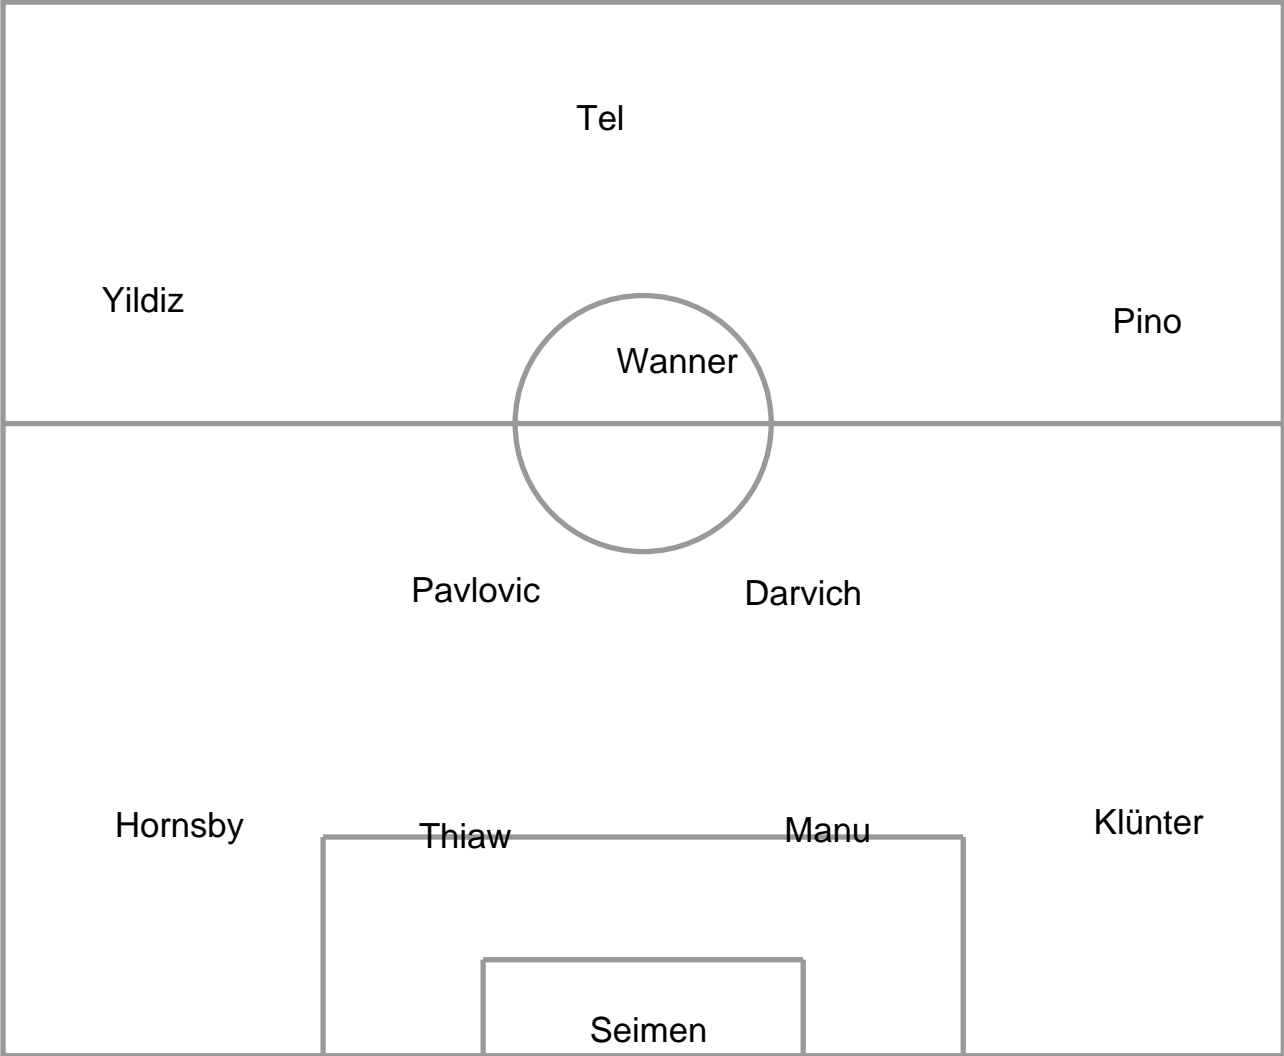 Tel
Yildiz
Pino
Wanner
Pavlovic
Darvich
Hornsby
Thiaw
Manu
Klünter
Seimen